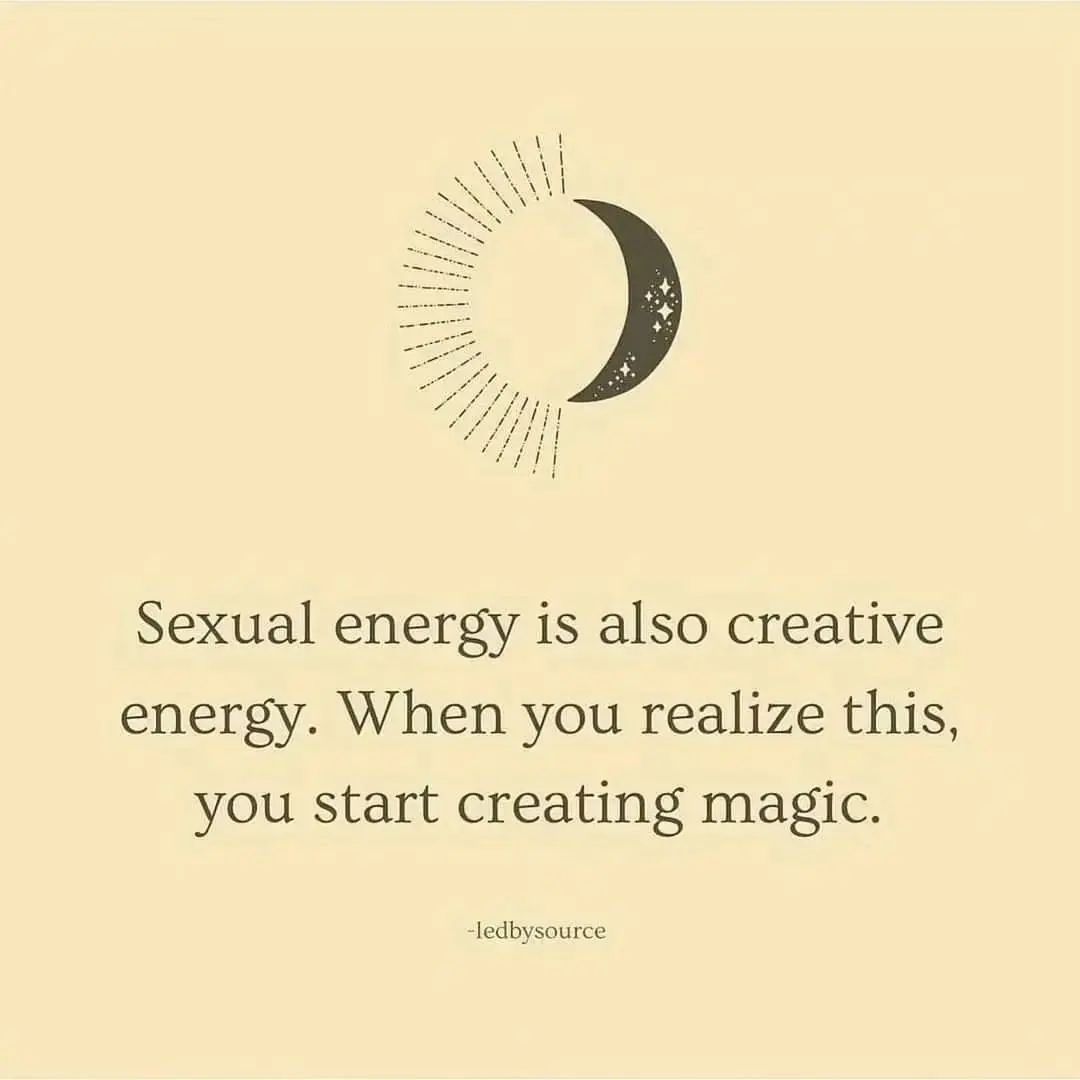 Sexual energy is also creative
energy. When you realize this,
you start creating magic.
-ledbysource